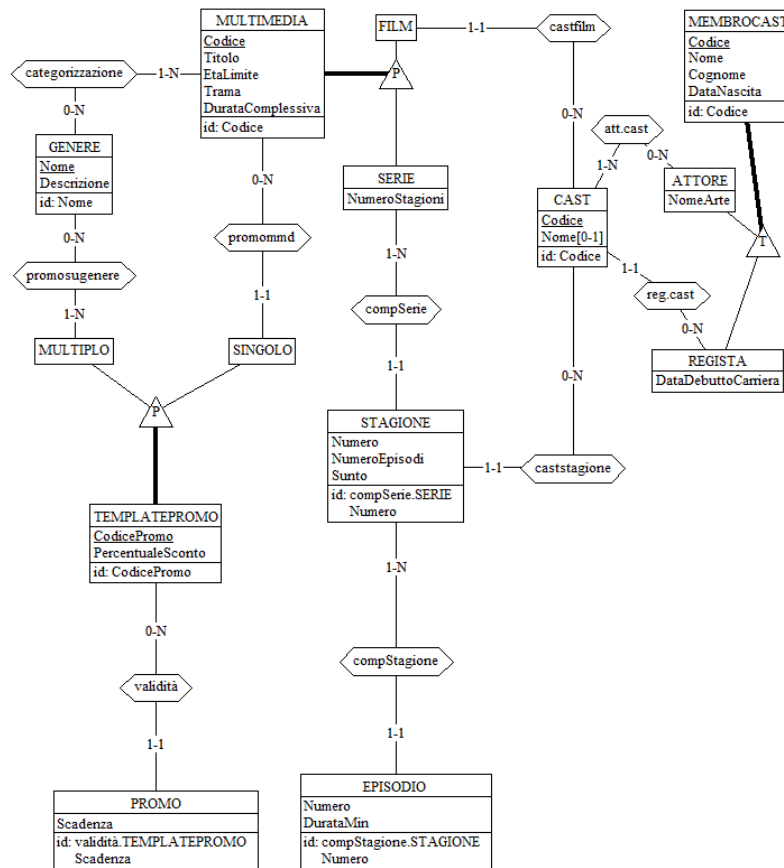 MULTIMEDIA
Codice
Titolo
EtaLimite
Trama
DurataComplessiva
id: Codice
FILM
1-1
castfilm
MEMBROCAST
Codice
Nome
Cognome
DataNascita
id: Codice
categorizzazione
1-N
P
0-N
GENERE
Nome
Descrizione
id: Nome
0-N
promosugenere
1-N
MULTIPLO
0-N
promommd
1-1
SINGOLO
P
SERIE
NumeroStagioni
1-N
compSerie
1-1
0-N
att.cast
1-N
0-N
ATTORE
NomeArte
T
CAST
Codice
Nome[0-1]
id: Codice
1-1
reg.cast
0-N
REGISTA
DataDebuttoCarriera
0-N
STAGIONE
Numero
NumeroEpisodi
Sunto
id: compSerie.SERIE
Numero
1-1
caststagione
TEMPLATEPROMO
CodicePromo
PercentualeSconto
id: CodicePromo
0-N
validità
1-1
PROMO
Scadenza
id: validità.TEMPLATEPROMO
Scadenza
1-N
compStagione
1-1
EPISODIO
Numero
DurataMin
id: compStagione.STAGIONE
Numero